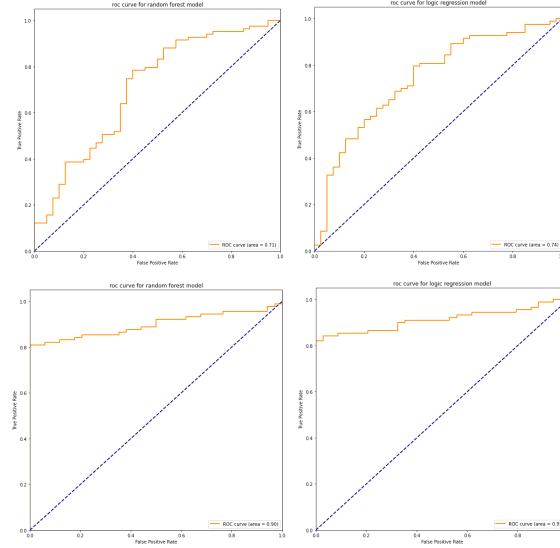 roc curve for random forest model
1.0
0.8
0.6
0.4
0.2
0.0
True Positive Rate
ROC curve (area = 0.71)
0.0 0.2 0.4 0.6 0.8 1.0
False Positive Rate
roc curve for logic regression model
1.0
0.8
0.6
0.4
0.2
0.0
True Positive Rate
ROC curve (area = 0.74)
0.0 0.2 0.4 0.6 0.8
False Positive Rate
roc curve for random forest model
1.0
0.8
0.6
0.4
0.2
0.0
True Positive Rate
ROC curve (area = 0.90)
0.0 0.2 0.4 0.6 0.8 1.0
False Positive Rate
roc curve for logic regression model
1.0
0.8
0.6
0.4
0.2
0.0
True Positive Rate
ROC curve (area = 0.9
0.0 0.2 0.4 0.6 0.8
False Positive Rate